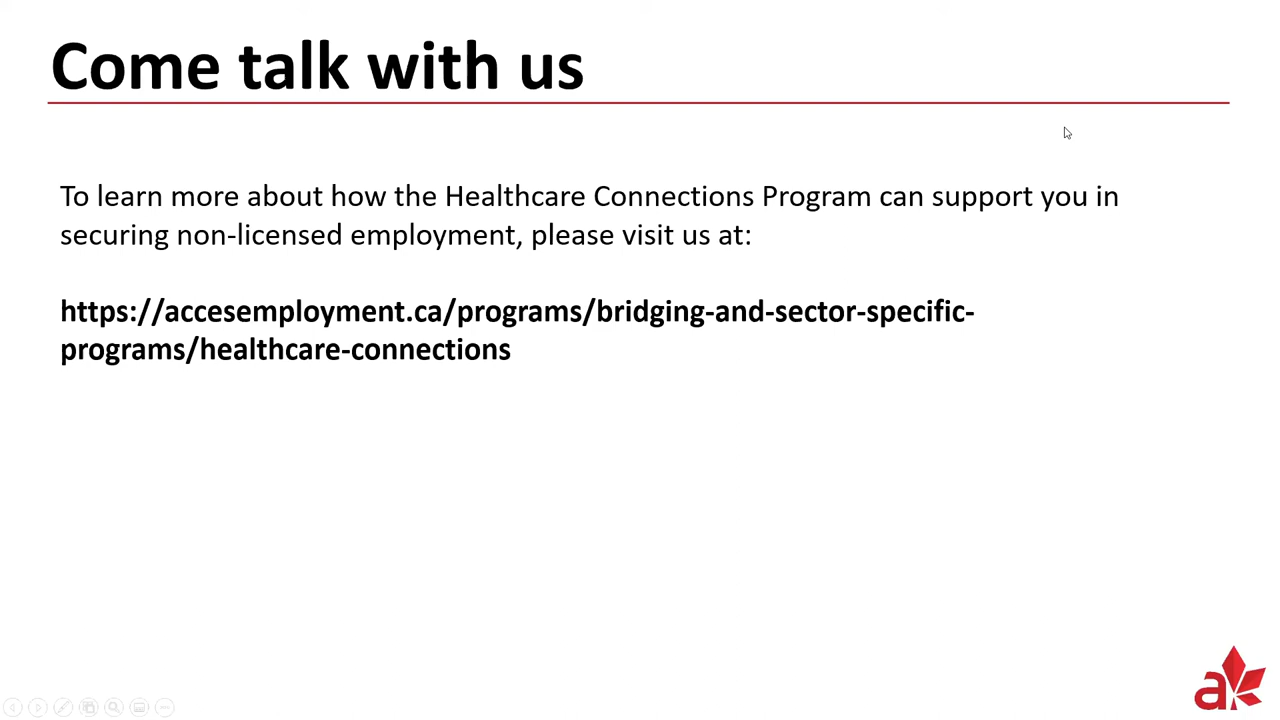 Come talk with us
To learn more about how the Healthcare Connections Program can support you in
securing non-licensed employment, please visit us at:
https://accesemployment.ca/programs/bridging-and-sector-specific-
programs/healthcare-connections
a